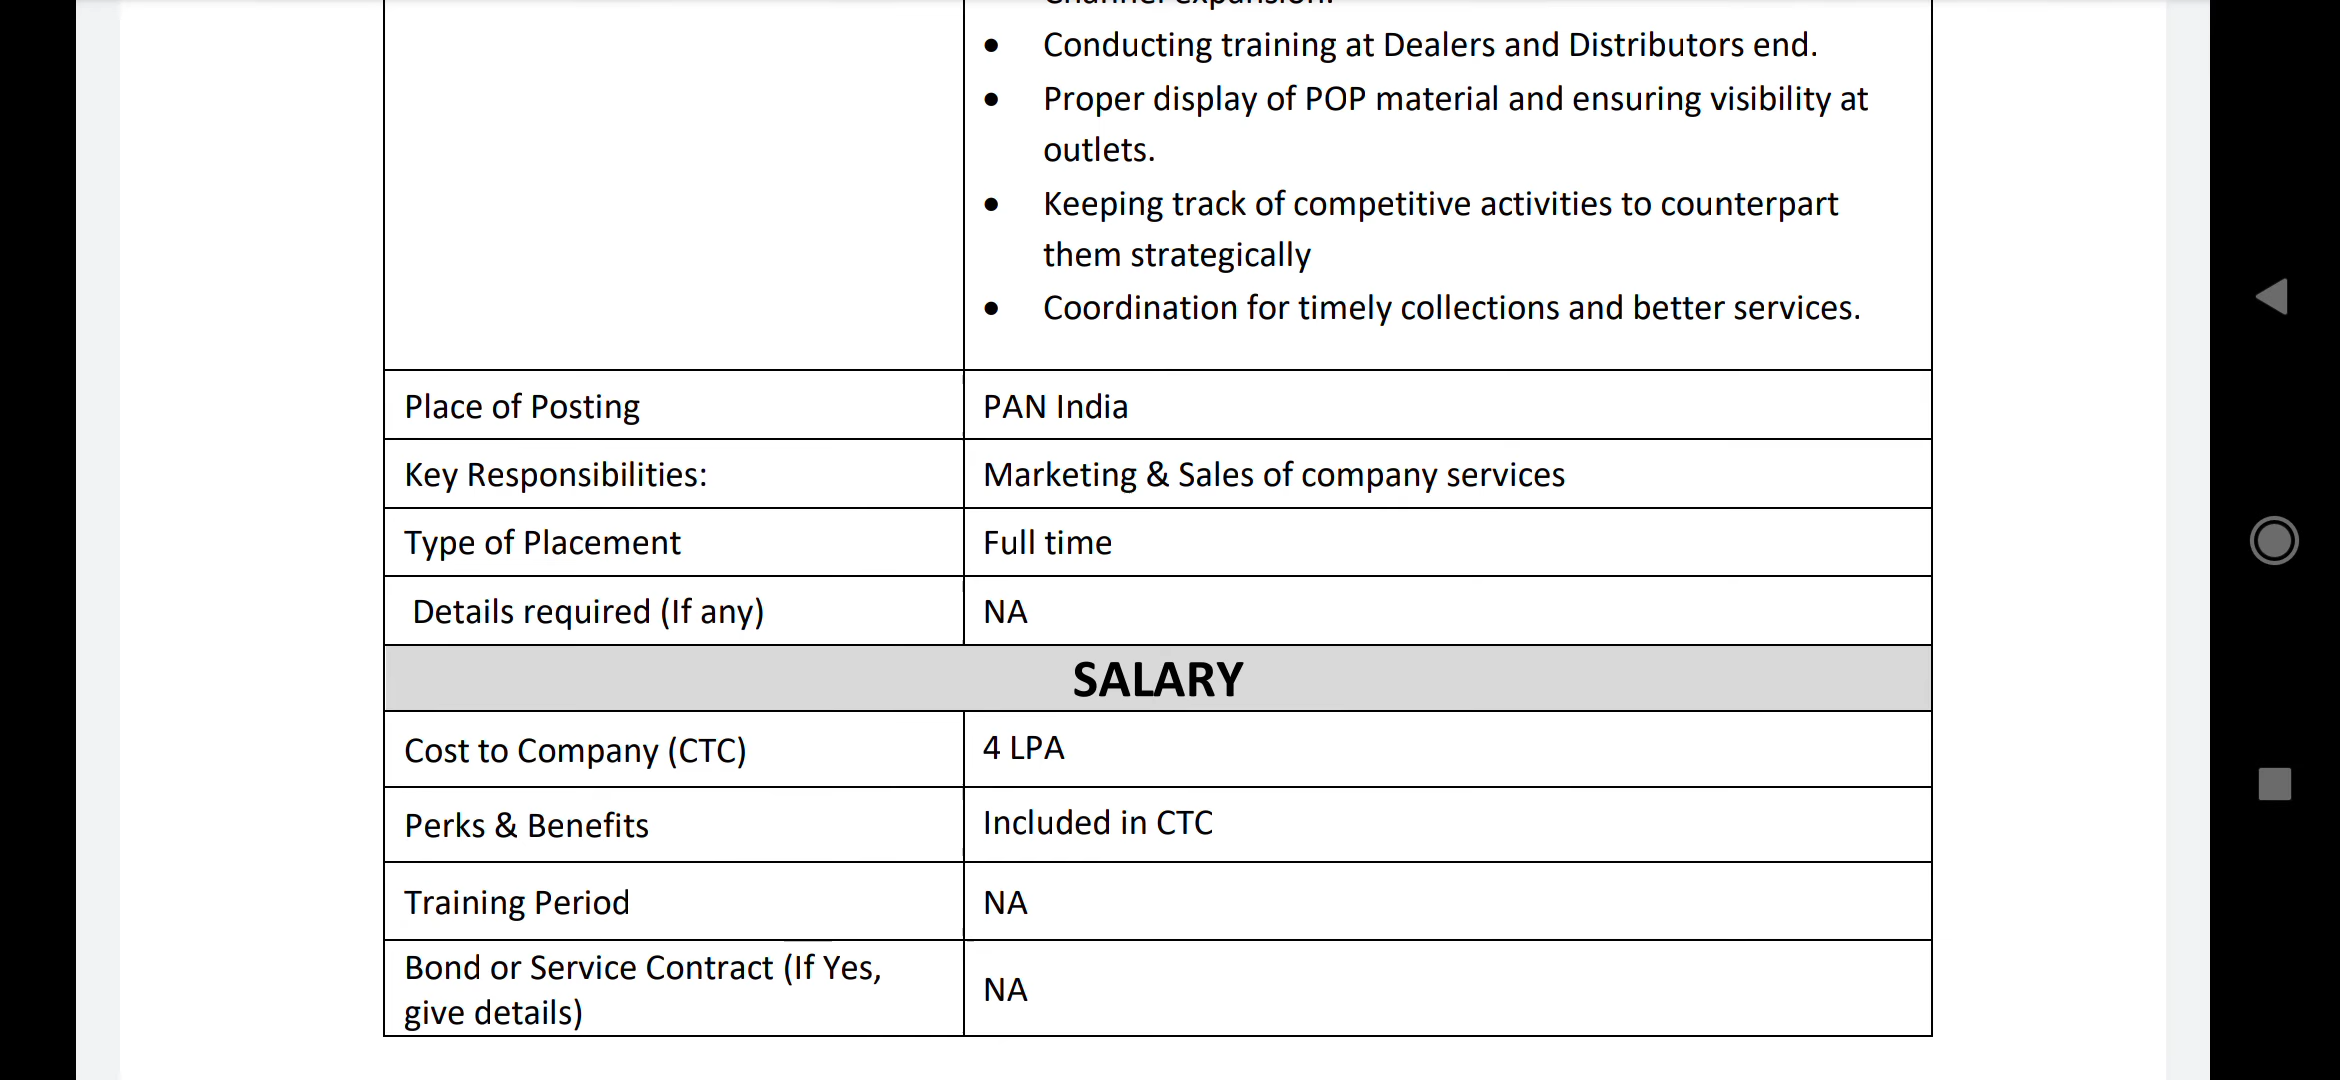 • Conducting training at Dealers and Distributors end.
• Proper display of POP material and ensuring visibility at
outlets.
• Keeping track of competitive activities to counterpart
them strategically
• Coordination for timely collections and better services.
Place of Posting PAN India
Key Responsibilities: Marketing & Sales of company services
Type of Placement Full time
Details required (If any) NA
SALARY
Cost to Company (CTC) 4 LPA
Perks & Benefits Included in CTC
Training Period NA
Bond or Service Contract (If Yes,
give details) NA